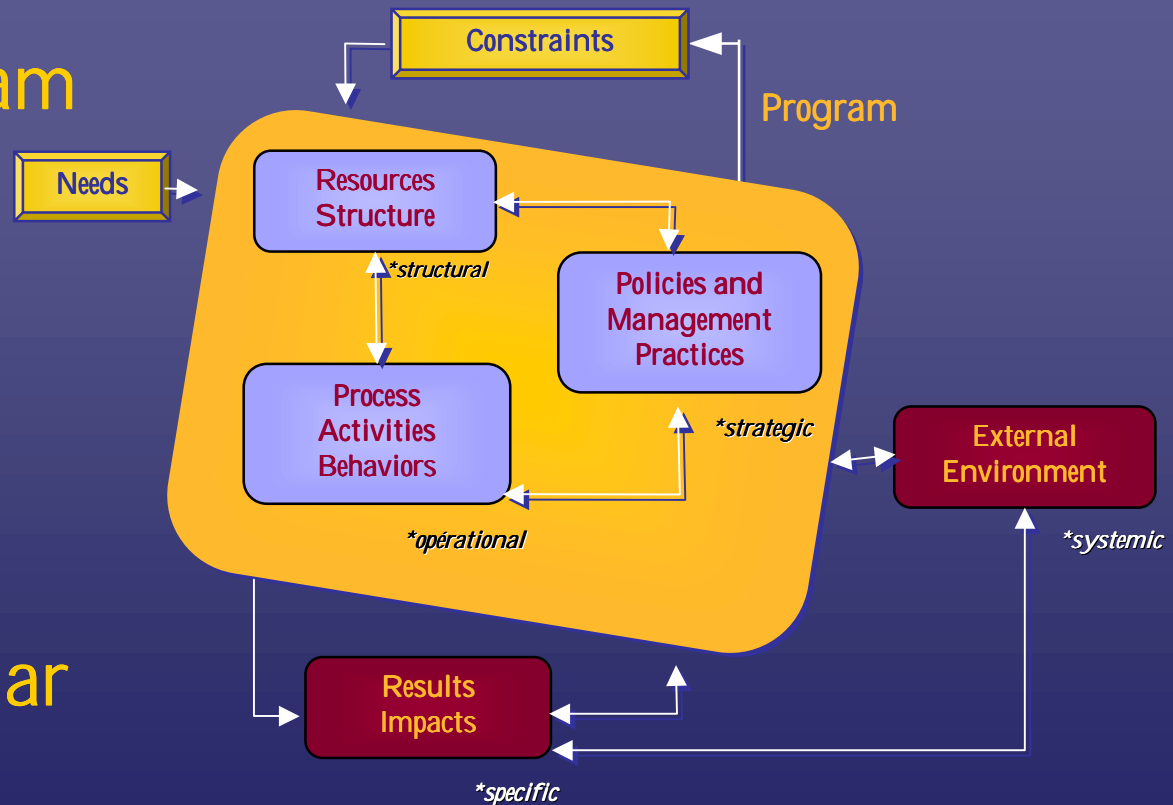 Constraints
am
Program
Needs
Resources
Structure
*structural
Policies and
Management
Practices
Process
Activities
Behaviors
*strategic
External
Environment
*opérational
*systemic
ar
Results
Impacts
*specific